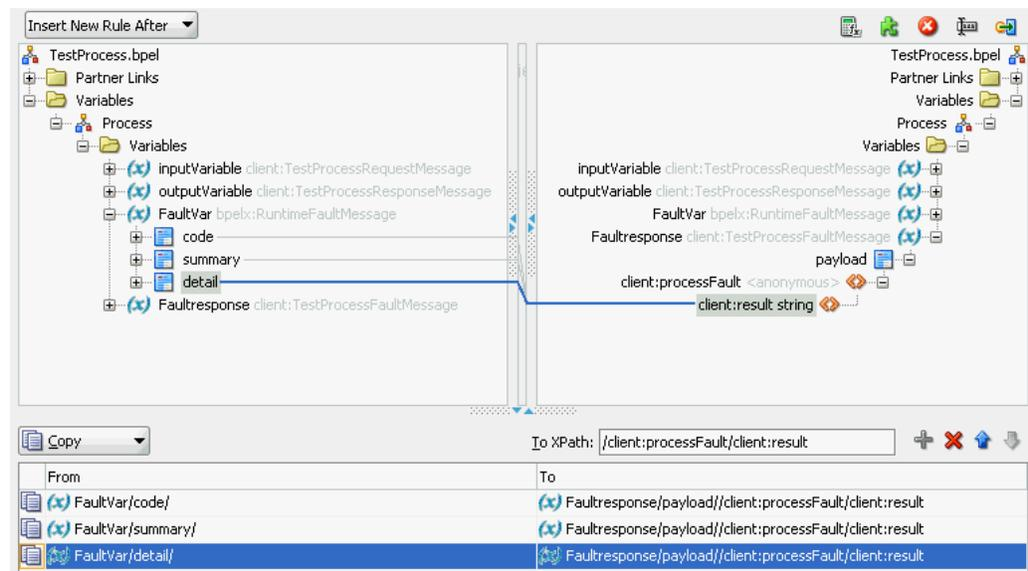 Insert New Rule After
TestProcess.bpel
Partner Links
Variables
Process
Variables
inputVariable client:TestProcessRequestMessage
outputVariable client:TestProcessResponseMessage
FaultVar bpelx:RuntimeFaultMessage
code
summary
detail
Faultresponse client:TestProcessFaultMessage
TestProcess.bpel
Partner Links
Variables
Process
Variables
inputVariable client:TestProcessRequestMessage
outputVariable client:TestProcessResponseMessage
FaultVar bpelx:RuntimeFaultMessage
Faultresponse client:TestProcessFaultMessage
payload
client:processFault <anonymous>
client:result string
Copy
To XPath: /client:processFault/client:result
From To
(x) FaultVar/code/ (x) Faultresponse/payload//client:processFault/client:result
(x) FaultVar/summary/ (x) Faultresponse/payload//client:processFault/client:result
FaultVar/detail/ Faultresponse/payload//client:processFault/client:result